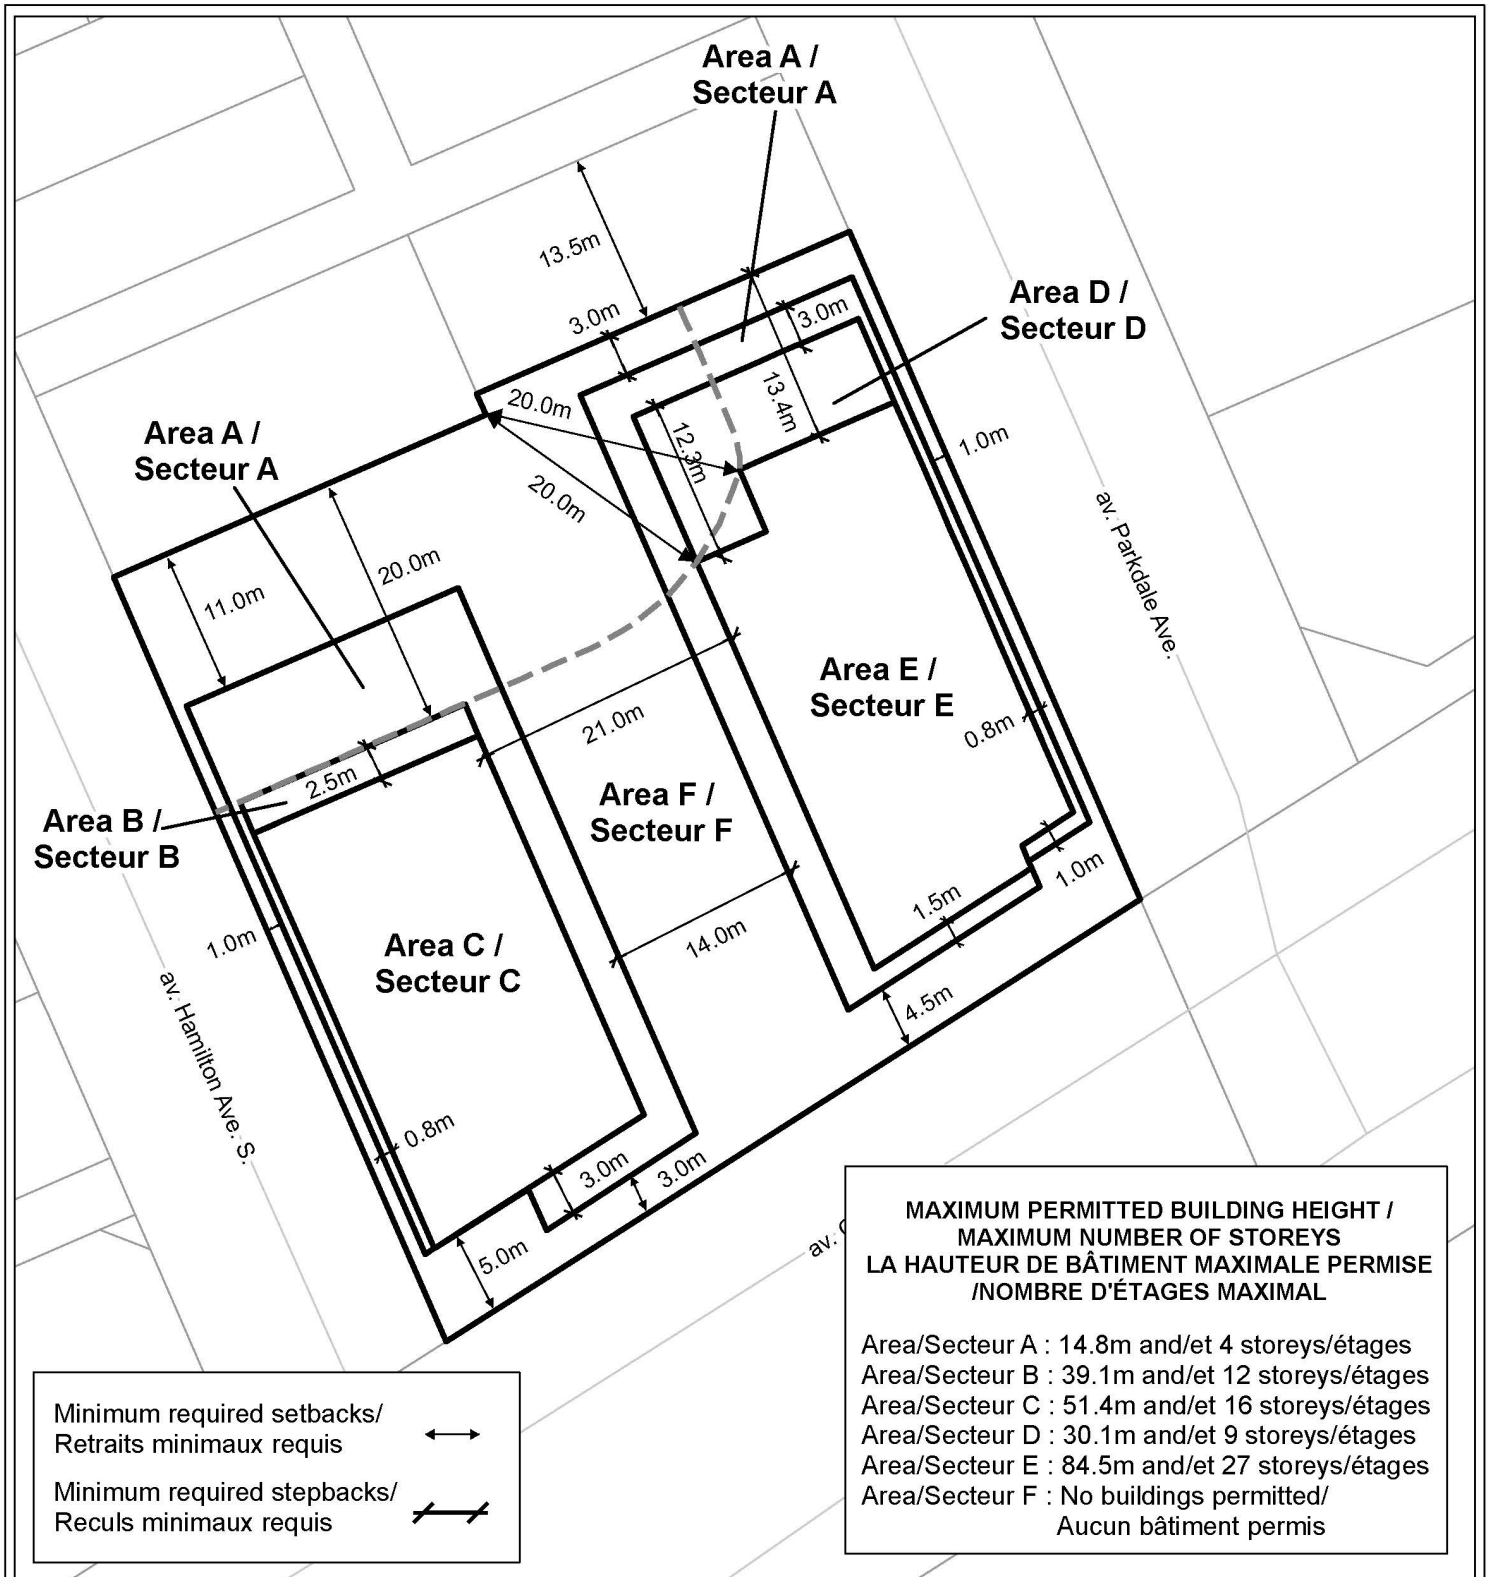 Area A /
Secteur A
13.5m
3.0m
3.0m
Area D /
Secteur D
20.0m
13.4m
12.3m
20.0m
1.0m
Area A /
Secteur A
20.0m
11.0m
av. Parkdale Ave.
Area E /
Secteur E
21.0m
0.8m
2.5m
Area F /
Secteur F
Area B /
Secteur B
1.0m
1.5m
14.0m
1.0m
Area C /
Secteur C
4.5m
av. Hamilton Ave. S.
0.8m
3.0m
3.0m
5.0m
av.
MAXIMUM PERMITTED BUILDING HEIGHT /
MAXIMUM NUMBER OF STOREYS
LA HAUTEUR DE BÂTIMENT MAXIMALE PERMISE
/NOMBRE D'ÉTAGES MAXIMAL
Area/Secteur A : 14.8m and/et 4 storeys/étages
Area/Secteur B : 39.1m and/et 12 storeys/étages
Area/Secteur C : 51.4m and/et 16 storeys/étages
Area/Secteur D : 30.1m and/et 9 storeys/étages
Area/Secteur E : 84.5m and/et 27 storeys/étages
Area/Secteur F : No buildings permitted/
Aucun bâtiment permis
Minimum required setbacks/
Retraits minimaux requis
Minimum required stepbacks/
Reculs minimaux requis